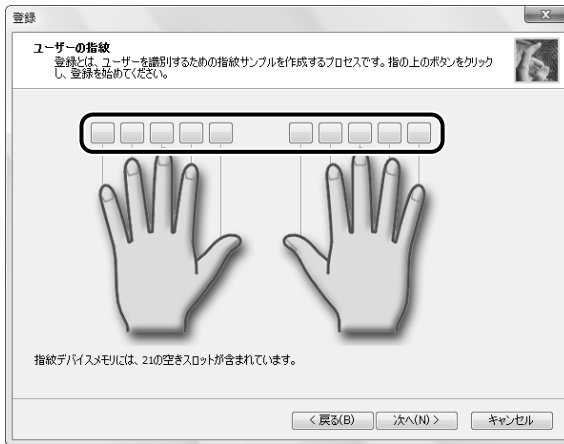 登録
ユーザーの指紋
登録とは、ユーザーを識別するための指紋サンプルを作成するプロセスです。指の上のボタンをクリック
し、登録を始めてください。
指紋デバイスメモリには、21の空きスロットが含まれています。
< 戻る(B)
次へ(N) >
キャンセル